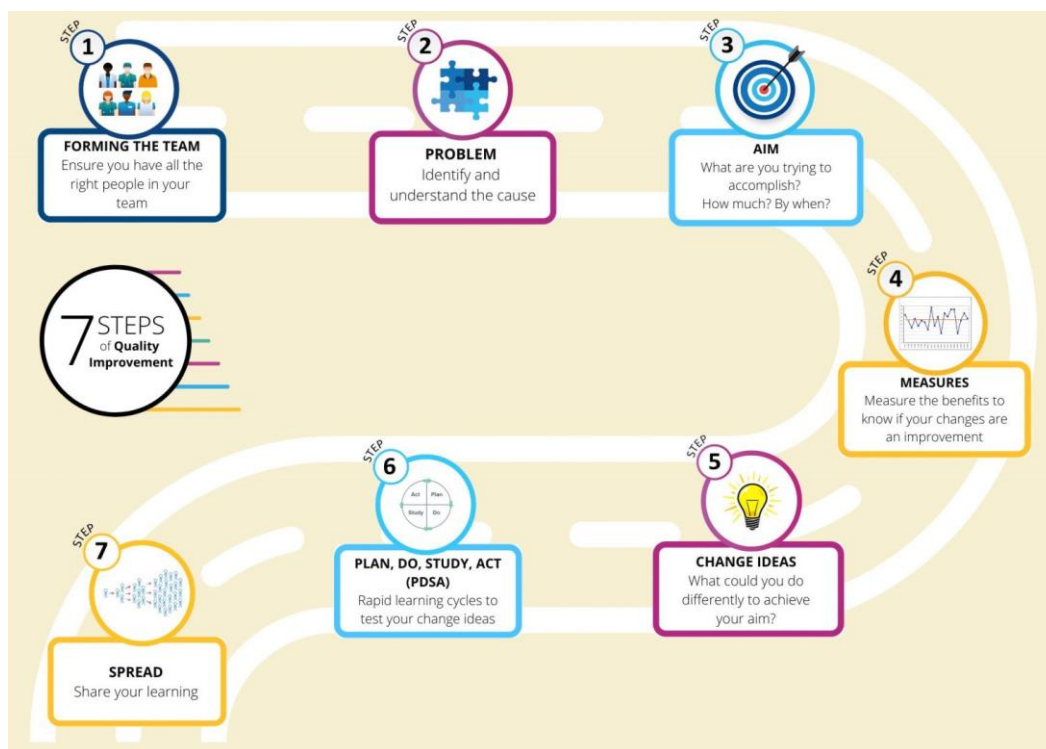 STEP
1
FORMING THE TEAM
Ensure you have all the
right people in your
team
STEP
2
PROBLEM
Identify and
understand the cause
STEP
3
AIM
What are you trying to
accomplish?
How much? By when?
7 STEPS
of Quality
Improvement
STEP
4
MEASURES
Measure the benefits to
know if your changes are
an improvement
STEP
5
CHANGE IDEAS
What could you do
differently to achieve
your aim?
STEP
6
Act Plan
Study Do
PLAN, DO, STUDY, ACT
(PDSA)
Rapid learning cycles to
test your change ideas
STEP
7
SPREAD
Share your learning